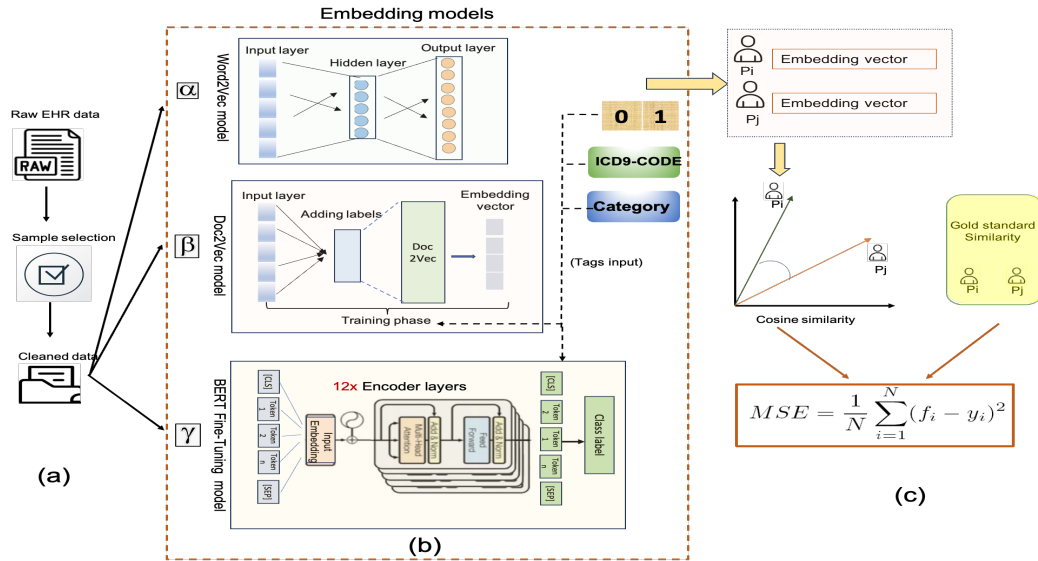 Embedding models
Raw EHR data
RAW
Sample selection
Cleaned data
(a)
α
Word2Vec model
Input layer
Hidden layer
Output layer
β
Doc2Vec model
Input layer
Adding labels
Doc
2Vec
Embedding
vector
Training phase
γ
BERT Fine-Tuning model
[CLS]
Token
1
Token
2
Token
n
[SEP]
Input
Embedding
12x Encoder layers
Multi-Head
Attention
Add & Norm
Feed
Forward
Add & Norm
[CLS]
Token
2
Token
1
Token
n
[SEP]
Class label
(b)
0 1
ICD9-CODE
Category
(Tags input)
Pi
Embedding vector
Pj
Embedding vector
Pi
Pj
Cosine similarity
Gold standard
Similarity
Pi
Pj
MSE = \frac{1}{N} \sum_{i=1}^{N} (f_i - y_i)^2
(c)